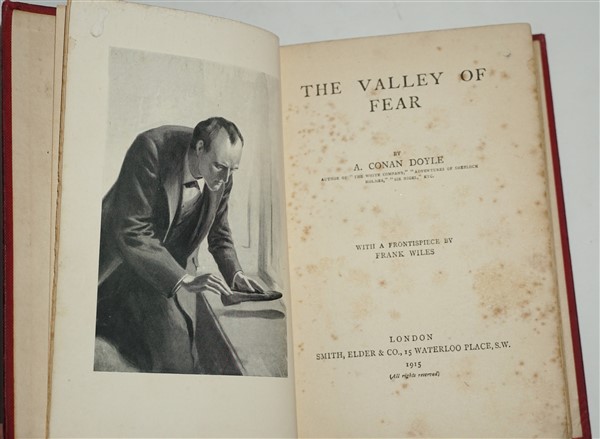 THE VALLEY OF
FEAR
BY
A. CONAN DOYLE
AUTHOR OF "THE WHITE COMPANY," "ADVENTURES OF SHERLOCK
HOLMES," "SIR NIGEL," ETC.
WITH A FRONTISPIECE BY
FRANK WILES
LONDON
SMITH, ELDER & CO., 15 WATERLOO PLACE, S.W.
1915
(All rights reserved)